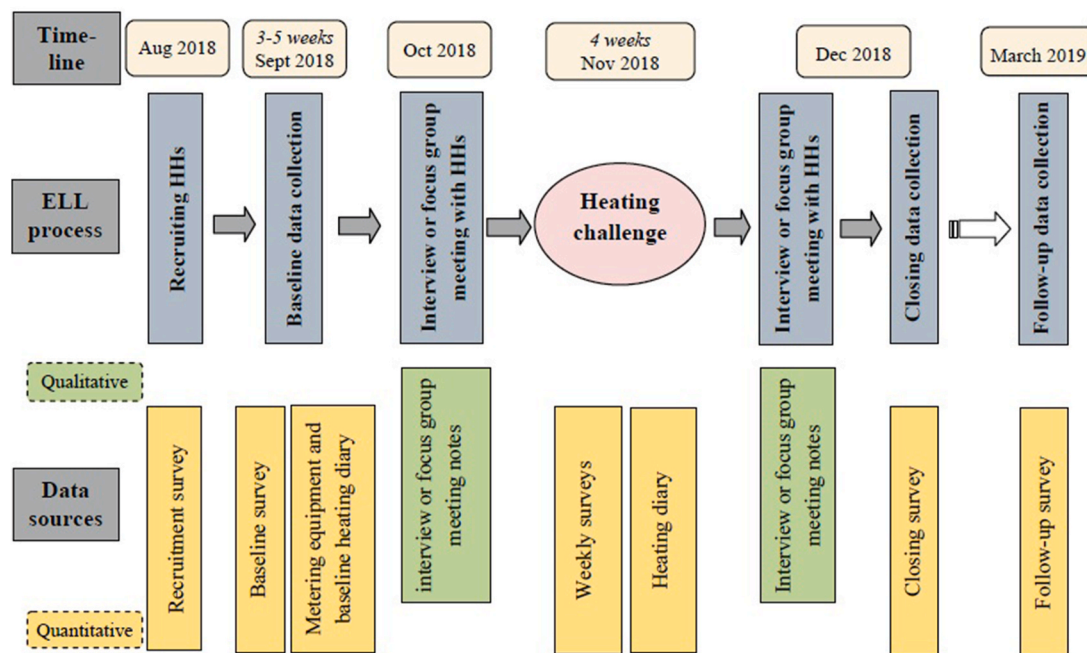 Time-
line
Aug 2018
3-5 weeks
Sept 2018
Oct 2018
4 weeks
Nov 2018
Dec 2018
March 2019
ELL
process
Recruiting HHs
Baseline data collection
Interview or focus group
meeting with HHs
Heating
challenge
Interview or focus group
meeting with HHs
Closing data collection
Follow-up data collection
Qualitative
Data
sources
Quantitative
Recruitment survey
Baseline survey
Metering equipment and
baseline heating diary
interview or focus group
meeting notes
Weekly surveys
Heating diary
Interview or focus group
meeting notes
Closing survey
Follow-up survey